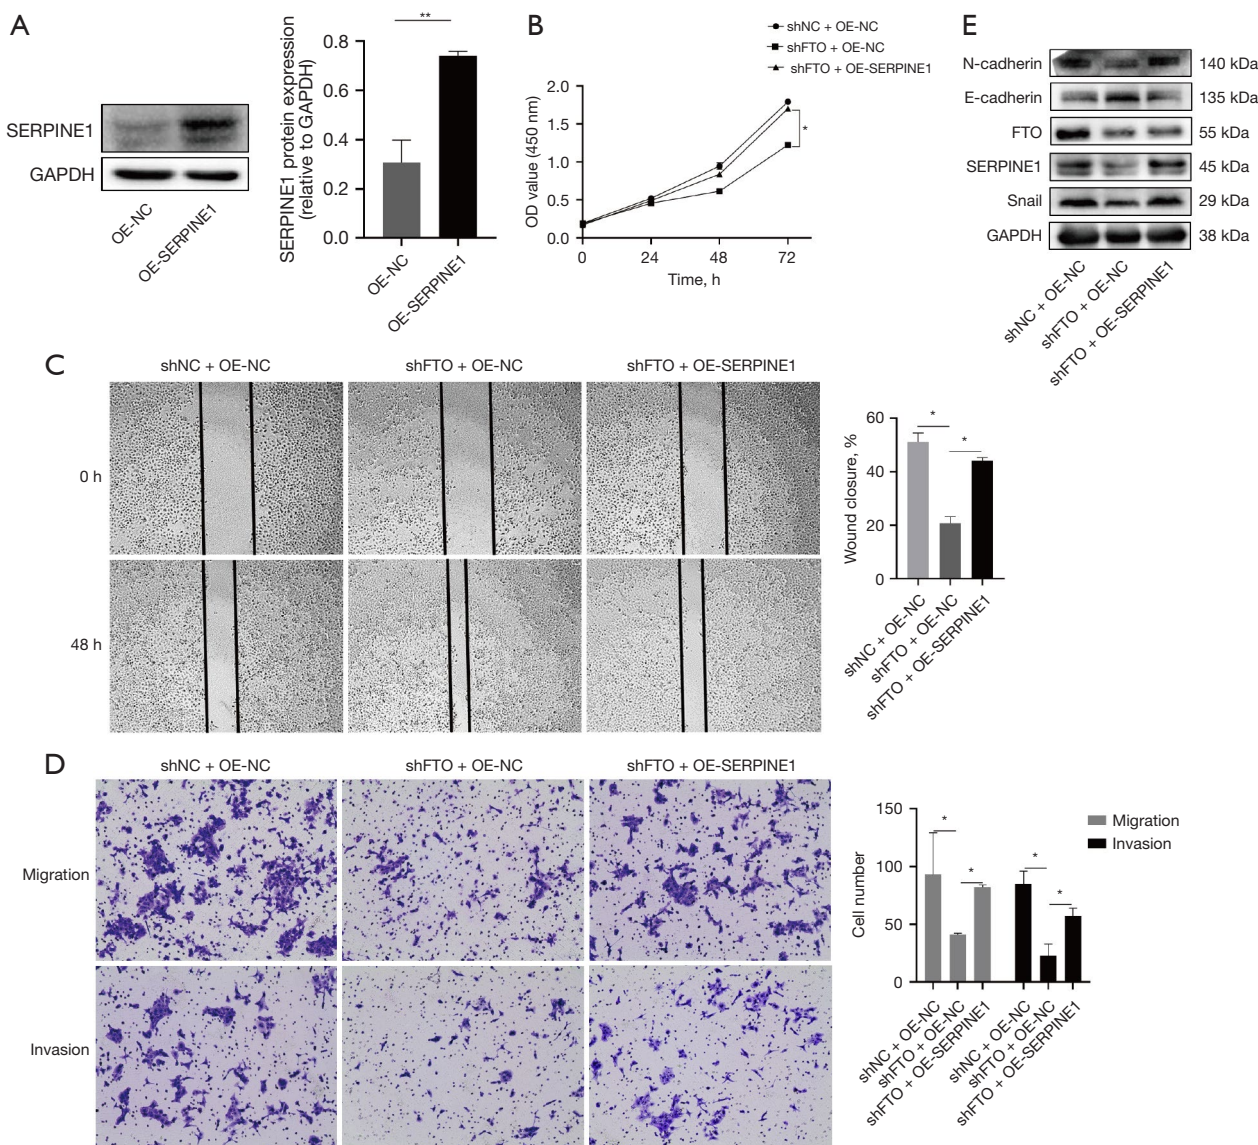 A
SERPINE1
GAPDH
OE-NC
OE-SERPINE1
SERPINE1 protein expression
(relative to GAPDH)
0.8
0.6
0.4
0.2
0.0
**
OE-NC
OE-SERPINE1
B
shNC + OE-NC
shFTO + OE-NC
shFTO + OE-SERPINE1
OD value (450 nm)
2.0
1.5
1.0
0.5
0.0
*
0 24 48 72
Time, h
E
N-cadherin 140 kDa
E-cadherin 135 kDa
FTO 55 kDa
SERPINE1 45 kDa
Snail 29 kDa
GAPDH 38 kDa
shNC + OE-NC
shFTO + OE-NC
shFTO + OE-SERPINE1
C
shNC + OE-NC shFTO + OE-NC shFTO + OE-SERPINE1
0 h
48 h
Wound closure, %
60
40
20
0
*
*
shNC + OE-NC
shFTO + OE-NC
shFTO + OE-SERPINE1
D
shNC + OE-NC shFTO + OE-NC shFTO + OE-SERPINE1
Migration
Invasion
Cell number
150
100
50
0
*
*
*
*
Migration
Invasion
shNC + OE-NC
shFTO + OE-NC
shFTO + OE-SERPINE1
shNC + OE-NC
shFTO + OE-NC
shFTO + OE-SERPINE1